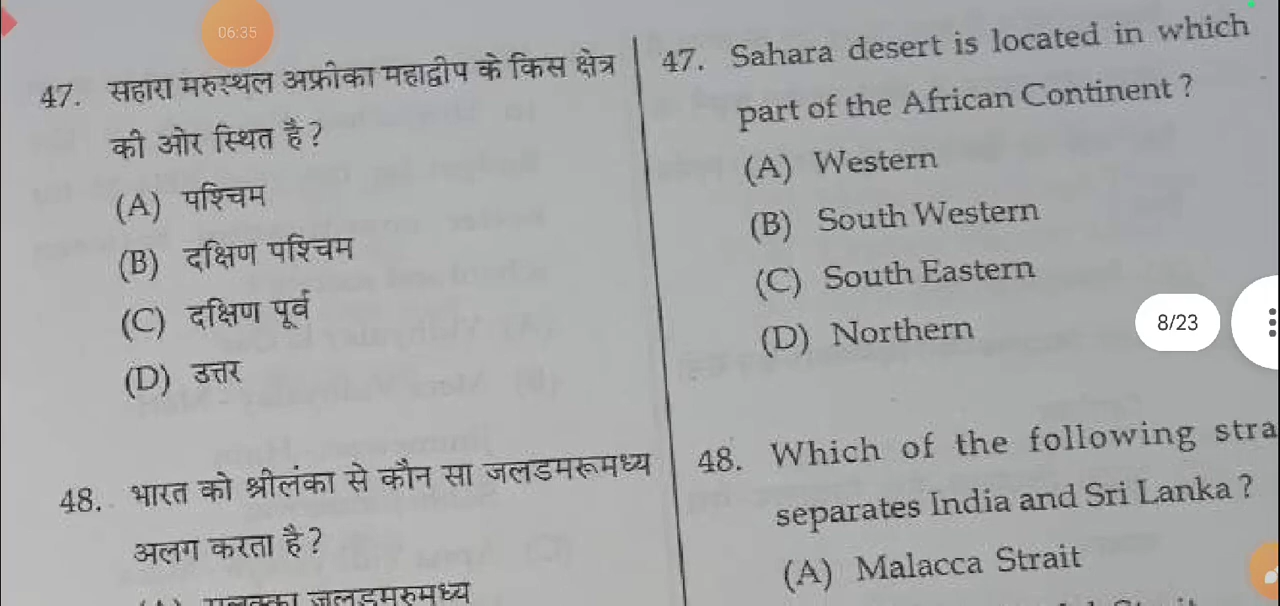 06:35
47. सहारा मरुस्थल अफ्रीका महाद्वीप के किस क्षेत्र
की ओर स्थित है?
(A) पश्चिम
(B) दक्षिण पश्चिम
(C) दक्षिण पूर्व
(D) उत्तर
48. भारत को श्रीलंका से कौन सा जलडमरूमध्य
अलग करता है?
जलडमरुमध्य
47. Sahara desert is located in which
part of the African Continent ?
(A) Western
(B) South Western
(C) South Eastern
(D) Northern
8/23
48. Which of the following stra
separates India and Sri Lanka ?
(A) Malacca Strait